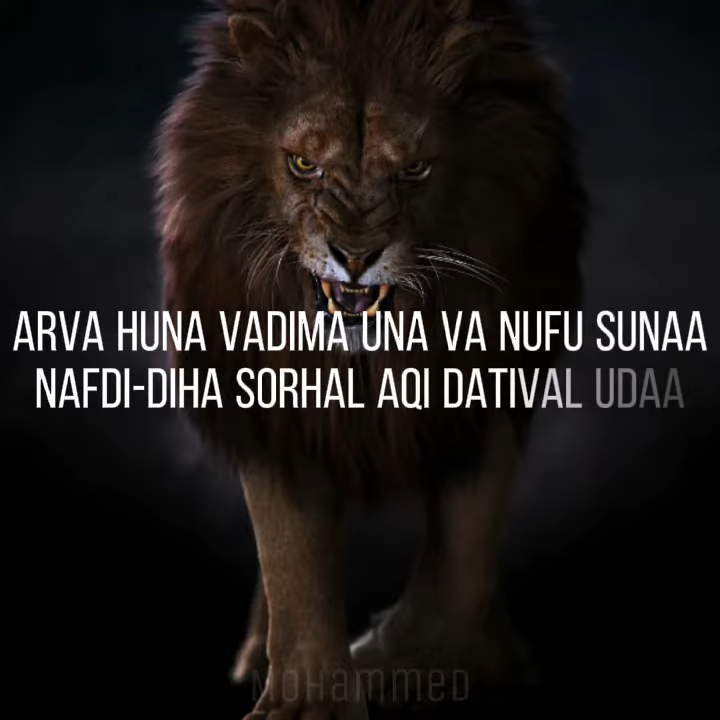 ARVA HUNA VADIMA UNA VA NUFU SUNAA
NAFDI-DIHA SORHAL AQI DATIVAL UDAA
MOHAMMED